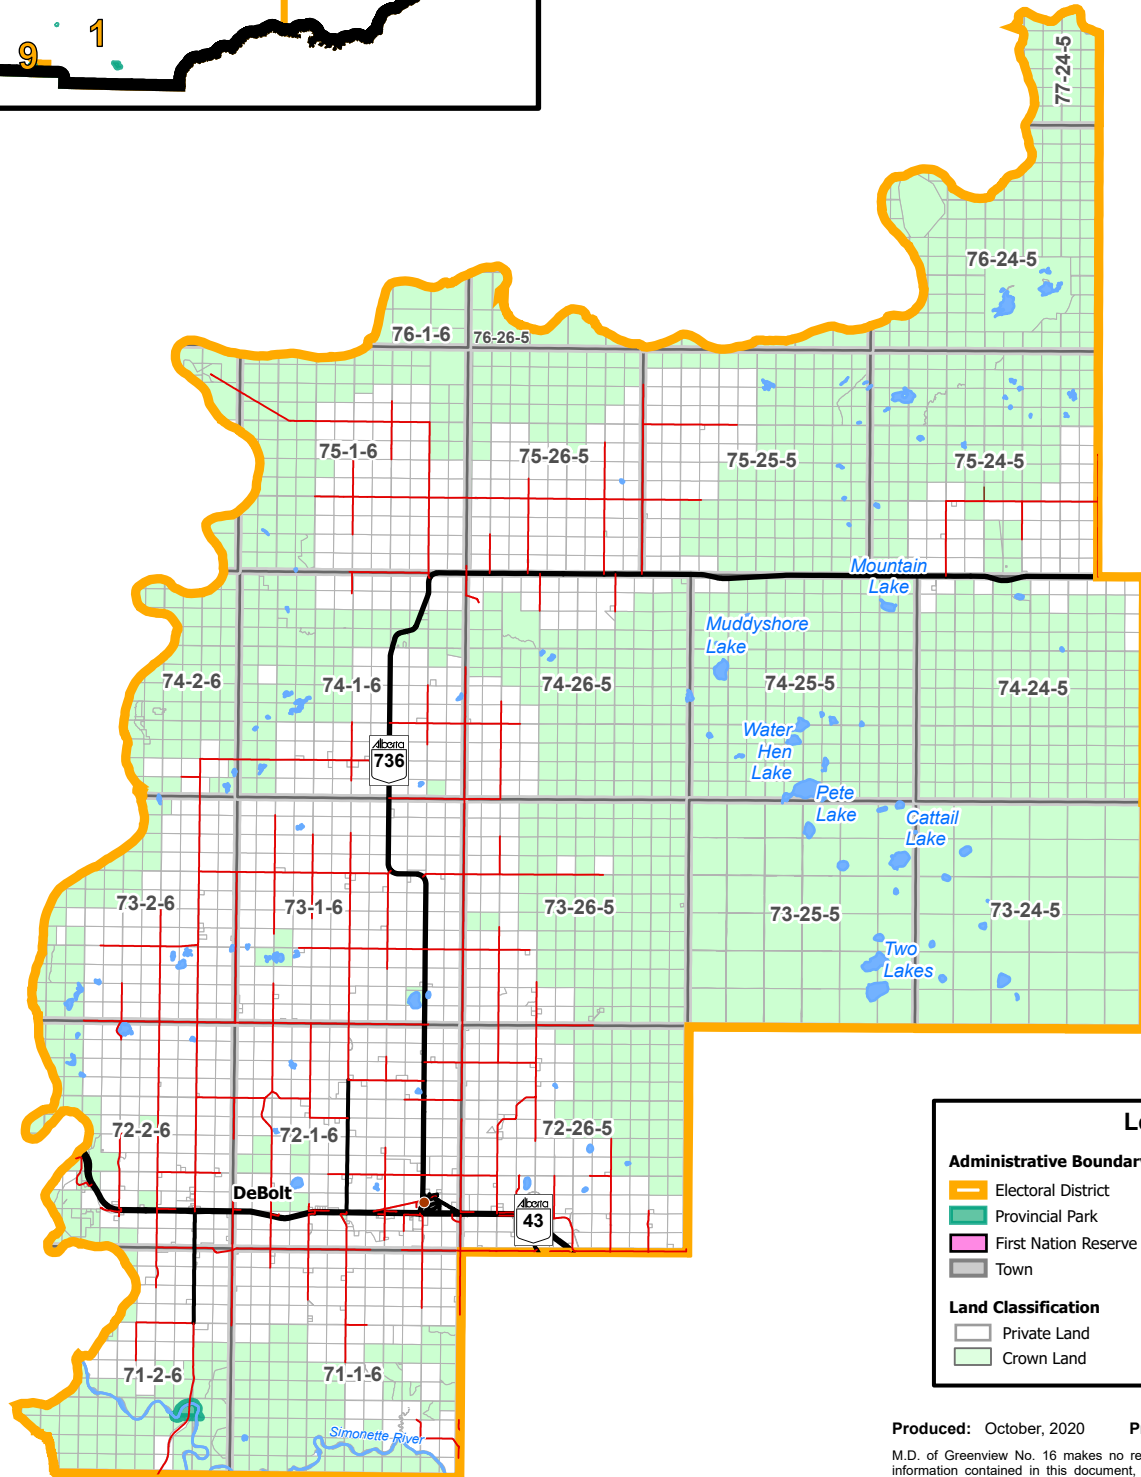 1
9
77-24-5
76-24-5
76-1-6
76-26-5
75-1-6
75-26-5
75-25-5
75-24-5
Mountain
Lake
Muddyshore
Lake
74-2-6
74-1-6
74-26-5
74-25-5
74-24-5
Water
Hen
Lake
Alberta
736
Pete
Lake
Cattail
Lake
73-2-6
73-1-6
73-26-5
73-25-5
73-24-5
Two
Lakes
72-2-6
72-1-6
72-26-5
DeBolt
Alberta
43
71-2-6
71-1-6
Simonette River
Administrative Boundar
Electoral District
Provincial Park
First Nation Reserve
Town
Land Classification
Private Land
Crown Land
Produced: October, 2020
M.D. of Greenview No. 16 makes no re
information contained in this document,